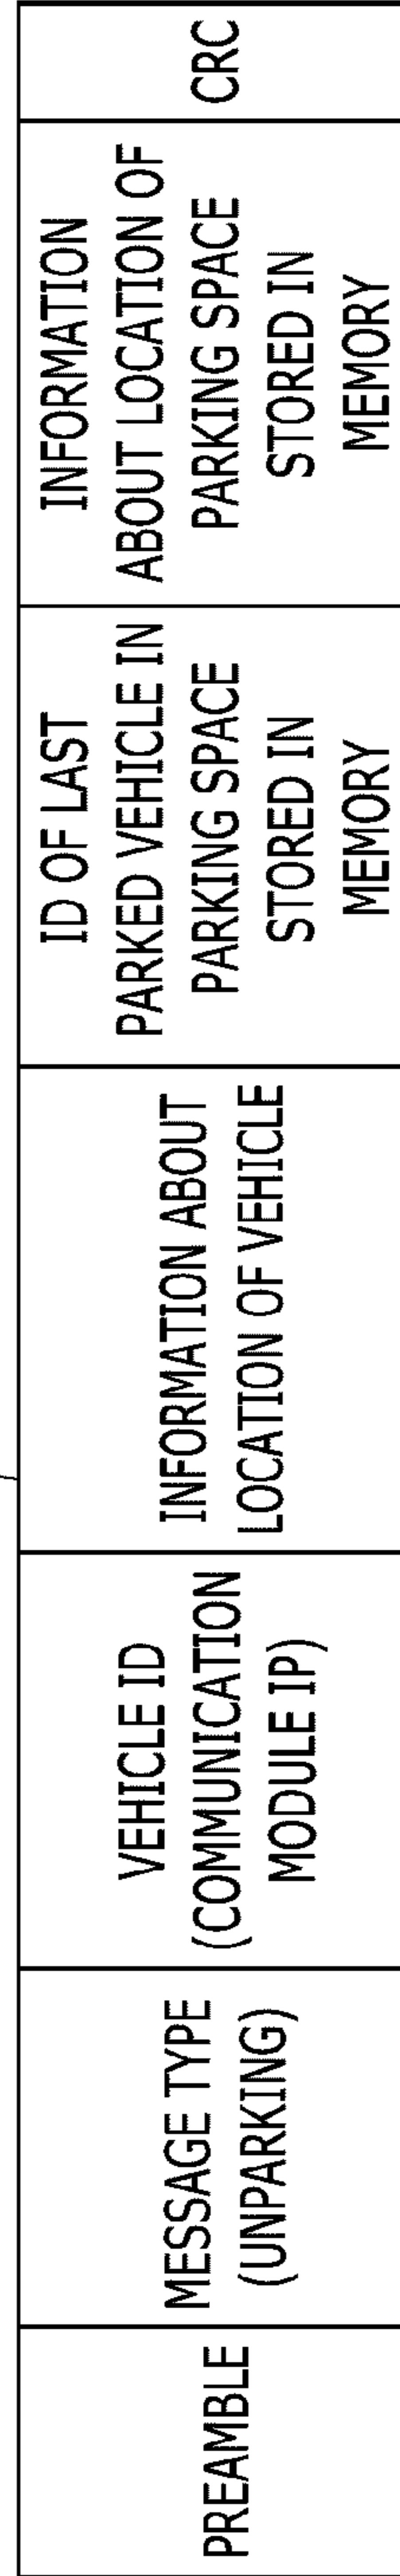 PREAMBLE
MESSAGE TYPE
(UNPARKING)
VEHICLE ID
(COMMUNICATION
MODULE IP)
INFORMATION ABOUT
LOCATION OF VEHICLE
ID OF LAST
PARKED VEHICLE IN
PARKING SPACE
STORED IN
MEMORY
INFORMATION
ABOUT LOCATION OF
PARKING SPACE
STORED IN
MEMORY
CRC